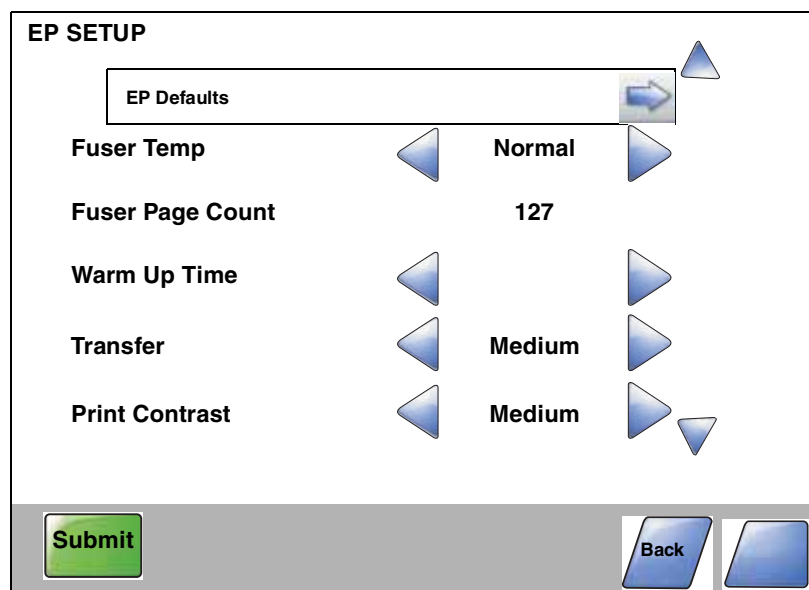 EP SETUP
EP Defaults
Fuser Temp Normal
Fuser Page Count 127
Warm Up Time
Transfer Medium
Print Contrast Medium
Submit Back